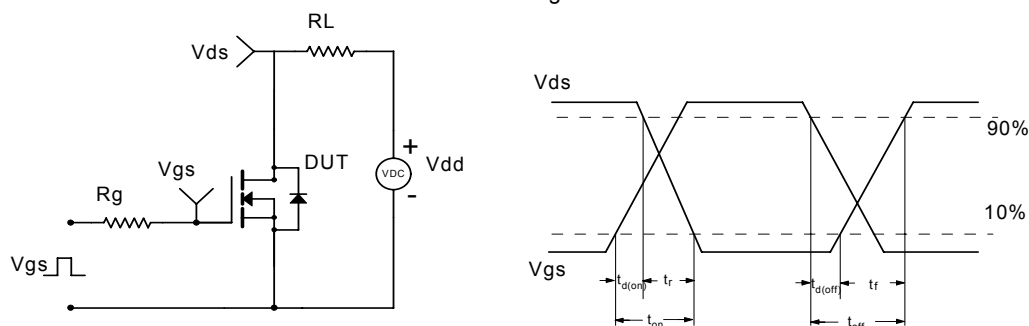 RL
Vds
DUT
+
VDC
Vdd
-
Vgs
Rg
Vgs
Vds
90%
10%
Vgs
td(on)
tr
td(off)
tf
ton
toff